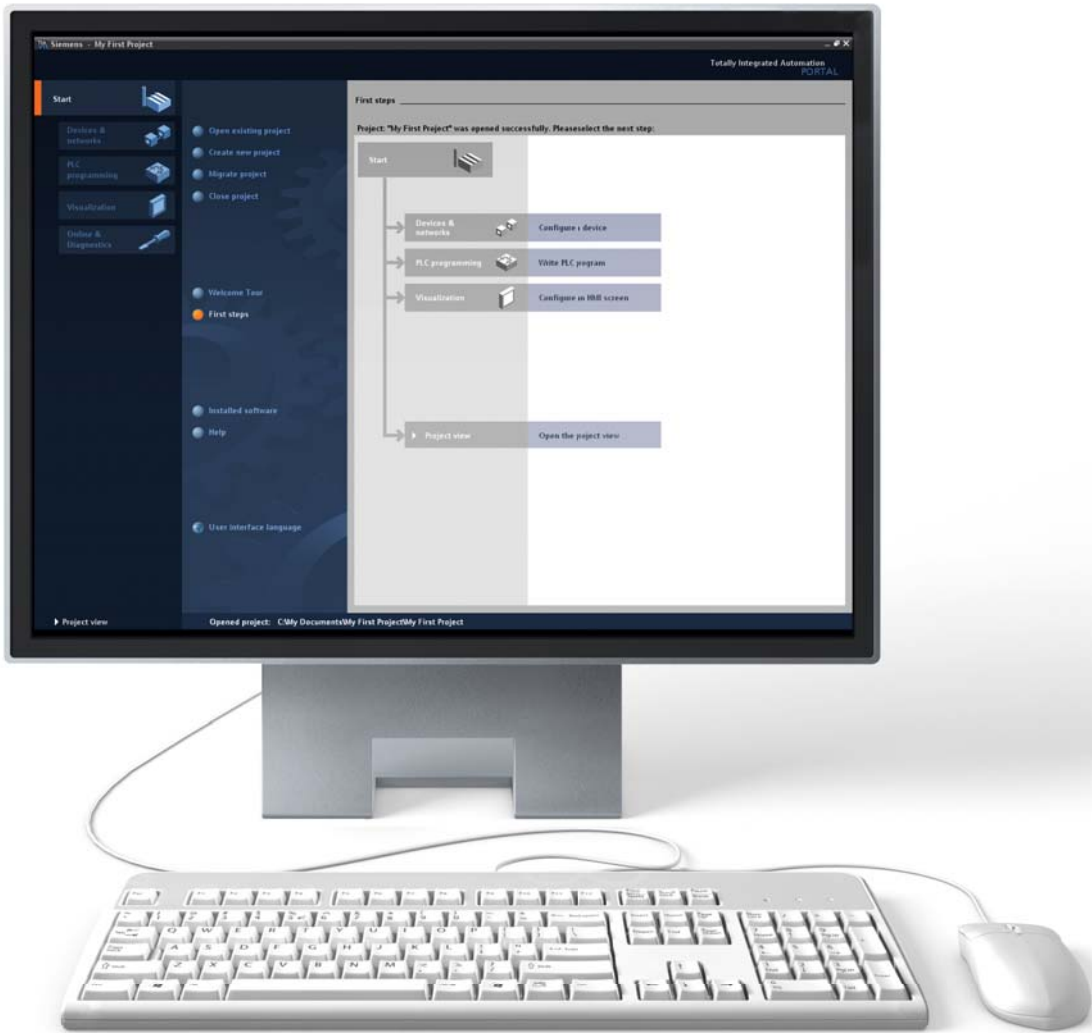 Siemens - My First Project
Totally Integrated Automation
PORTAL
Start
Devices &
networks
PLC
programming
Visualization
Online &
Diagnostics
Open existing project
Create new project
Migrate project
Close project
Welcome Tour
First steps
Installed software
Help
User interface language
First steps
Project: "My First Project" was opened successfully. Pleaseselect the next step:
Start
Devices &
networks
Configure ı device
PLC programming
Write PLC pogram
Visualization
Configure ın HMI screen
Project view
Open the poject view
Project view
Opened project: C:\My Documents\My First Project\My First Project
Q W E R T Y U I O P
A S D F G H J K L
Z X C V B N M